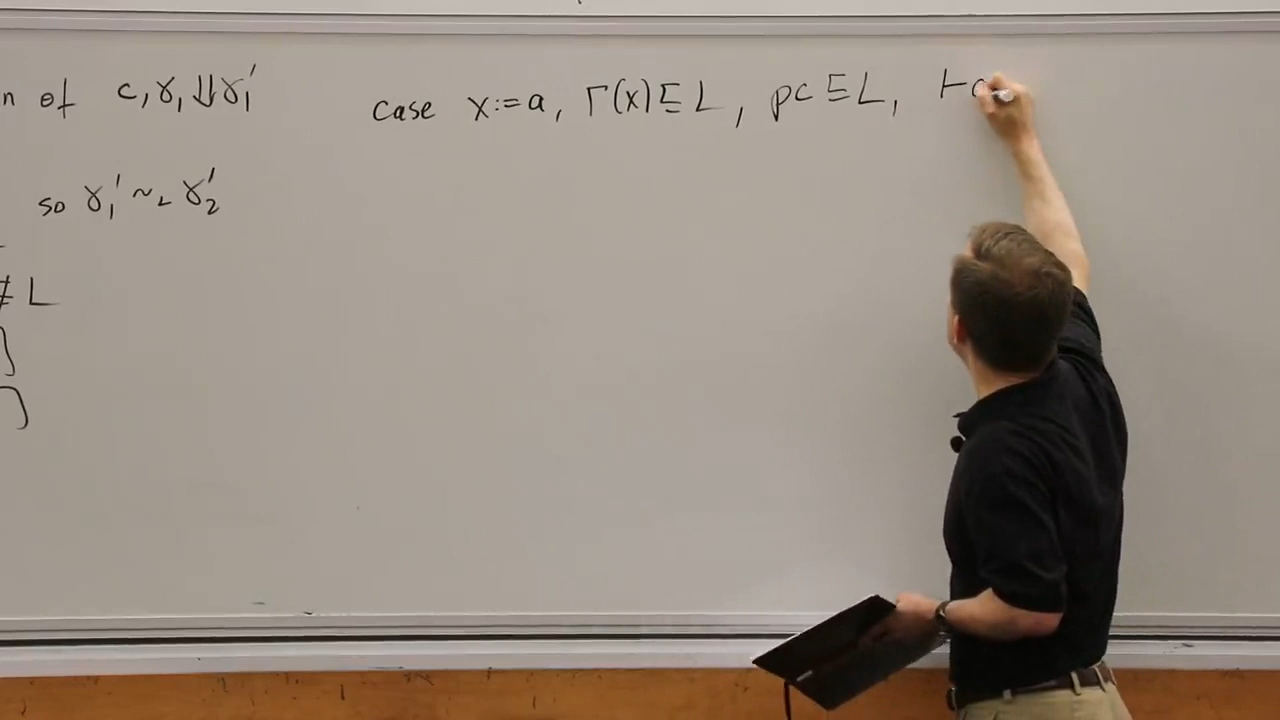 n of c, γ₁ ⇓ γ₁'
so γ₁' ~L γ₂'
≠ L
case x:=a, Γ(x)⊑L, pc⊑L, ⊢a